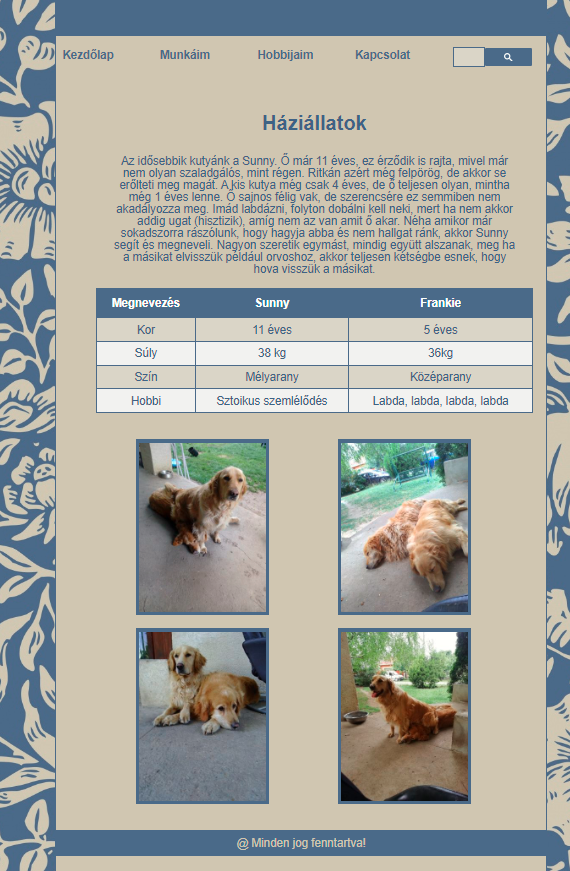 Kezdőlap Munkáim Hobbijaim Kapcsolat
Háziállatok
Az idősebbik kutyánk a Sunny. Ő már 11 éves, ez érződik is rajta, mivel már
nem olyan szaladgálós, mint régen. Ritkán azért még felpörög, de akkor se
erőlteti meg magát. A kis kutya még csak 4 éves, de ő teljesen olyan, mintha
még 1 éves lenne. Ő sajnos félig vak, de szerencsére ez semmiben nem
akadályozza meg. Imád labdázni, folyton dobálni kell neki, mert ha nem akkor
addig ugat (hisztizik), amíg nem az van amit ő akar. Néha amikor már
sokadszorra rászólunk, hogy hagyja abba és nem hallgat ránk, akkor Sunny
segít és megneveli. Nagyon szeretik egymást, mindig együtt alszanak, meg ha
a másikat elvisszük például orvoshoz, akkor teljesen kétségbe esnek, hogy
hova visszük a másikat.
Megnevezés Sunny Frankie
Kor 11 éves 5 éves
Súly 38 kg 36kg
Szín Mélyarany Középarany
Hobbi Sztoikus szemlélődés Labda, labda, labda, labda
@ Minden jog fenntartva!